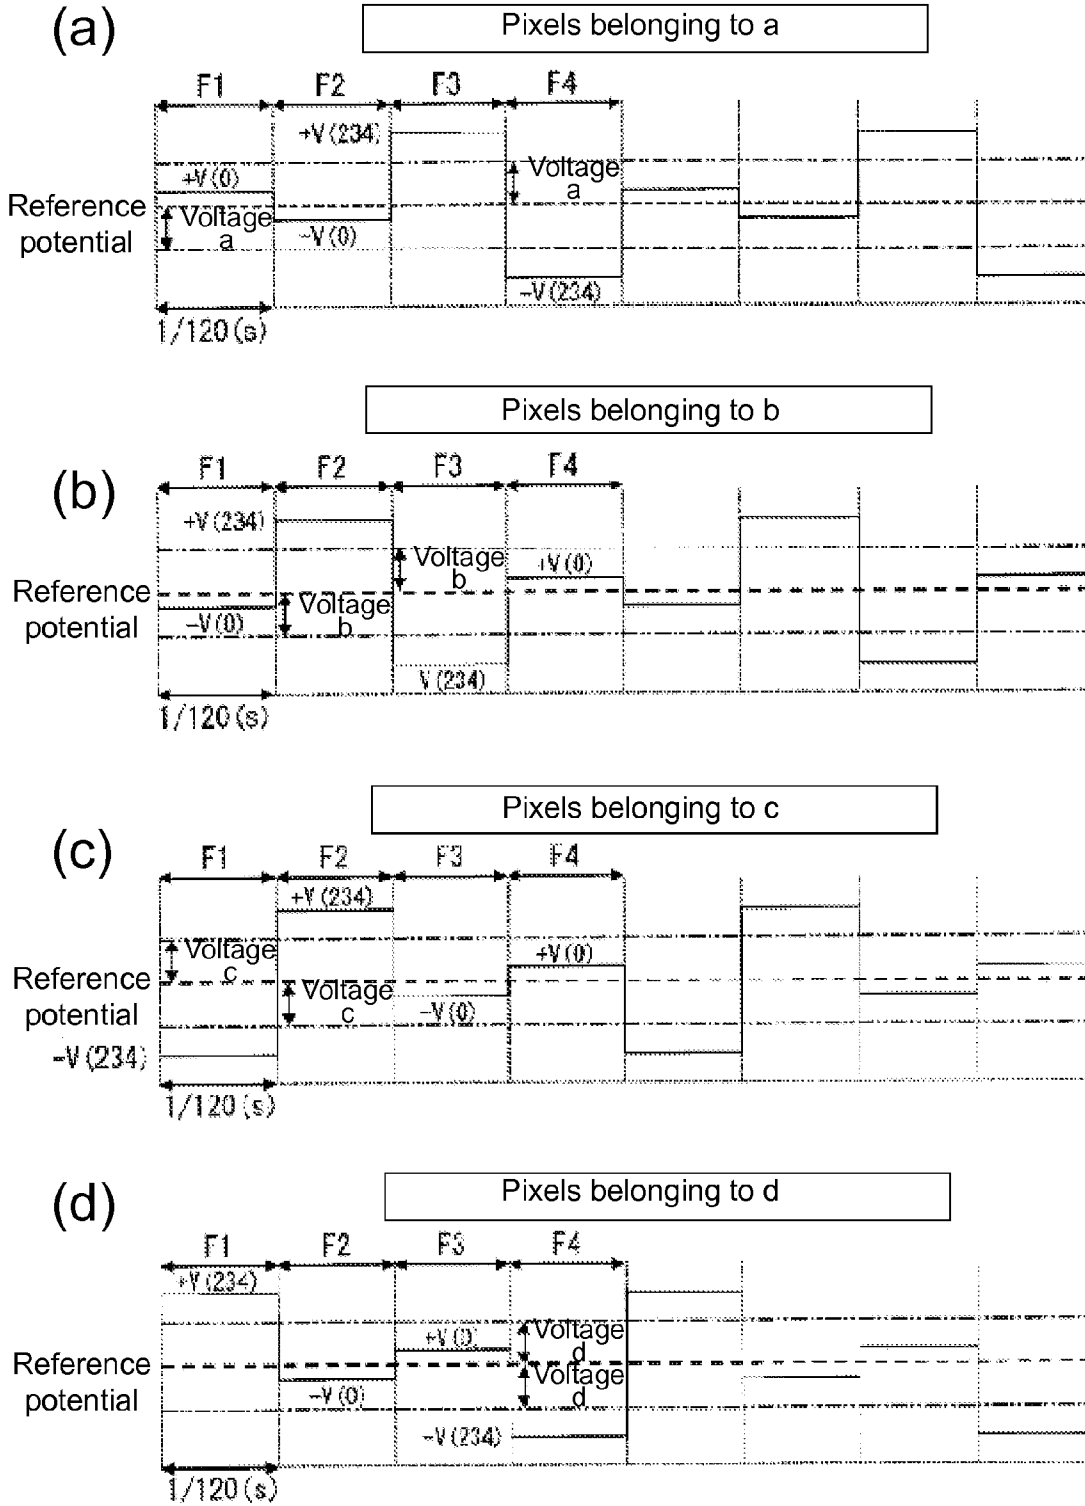 (a)
Pixels belonging to a
F1 F2 F3 F4
+V(234)
+V(0)
Voltage
a
Reference
potential
Voltage
a
−V(0)
−V(234)
1/120(s)
(b)
Pixels belonging to b
F1 F2 F3 F4
+V(234)
Voltage
b
+V(0)
Reference
potential
Voltage
b
−V(0)
V(234)
1/120(s)
(c)
Pixels belonging to c
F1 F2 F3 F4
+V(234)
Voltage
c
+V(0)
Reference
potential
Voltage
c
−V(0)
−V(234)
1/120(s)
(d)
Pixels belonging to d
F1 F2 F3 F4
+V(234)
+V(0)
Voltage
d
Reference
potential
Voltage
d
−V(0)
−V(234)
1/120(s)